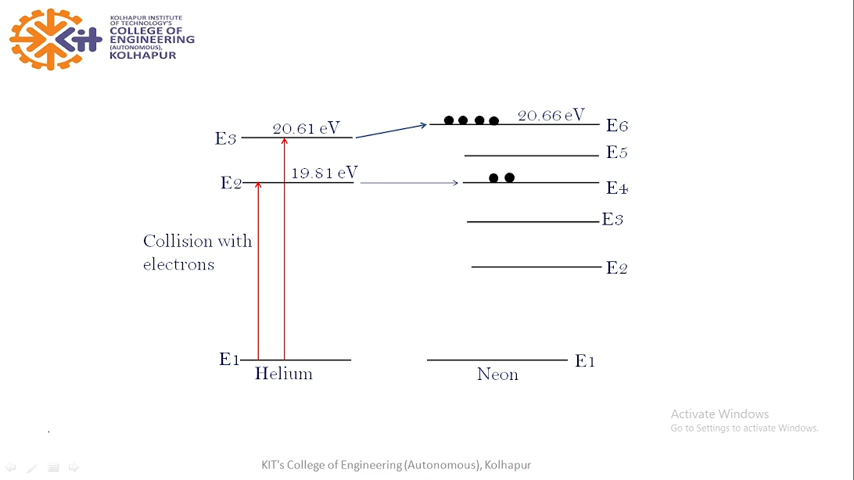 KOLHAPUR INSTITUTE
OF TECHNOLOGY'S
COLLEGE OF
ENGINEERING
(AUTONOMOUS),
KOLHAPUR
Kit
20.61 eV
E3
20.66 eV
E6
E5
19.81 eV
E2
E4
E3
Collision with
electrons
E2
E1
E1
Helium
Neon
Activate Windows
Go to Settings to activate Windows.
KIT's College of Engineering (Autonomous), Kolhapur